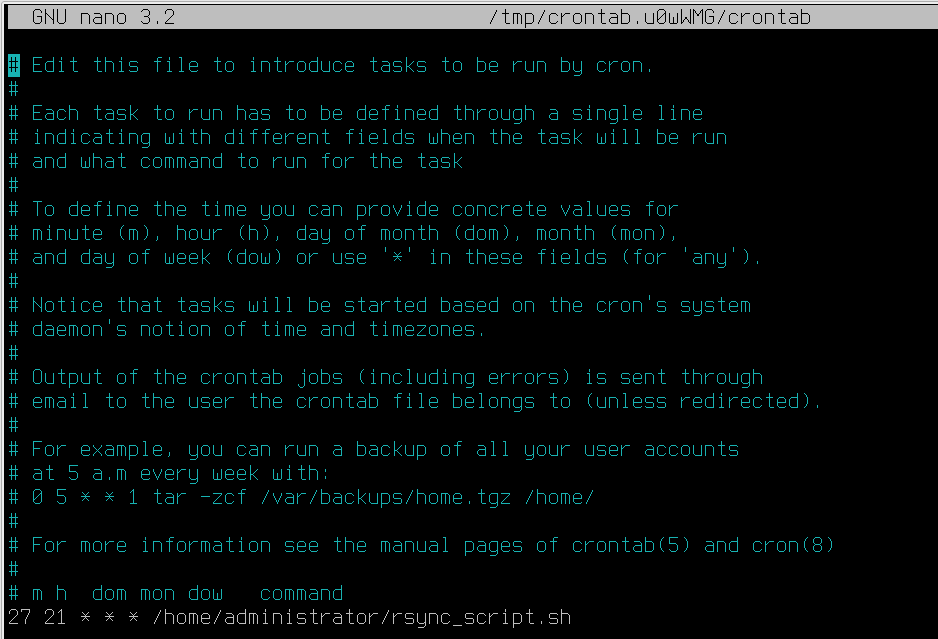 GNU nano 3.2 /tmp/crontab.u0wWMG/crontab
# Edit this file to introduce tasks to be run by cron.
#
# Each task to run has to be defined through a single line
# indicating with different fields when the task will be run
# and what command to run for the task
#
# To define the time you can provide concrete values for
# minute (m), hour (h), day of month (dom), month (mon),
# and day of week (dow) or use '*' in these fields (for 'any').
#
# Notice that tasks will be started based on the cron's system
# daemon's notion of time and timezones.
#
# Output of the crontab jobs (including errors) is sent through
# email to the user the crontab file belongs to (unless redirected).
#
# For example, you can run a backup of all your user accounts
# at 5 a.m every week with:
# 0 5 * * 1 tar -zcf /var/backups/home.tgz /home/
#
# For more information see the manual pages of crontab(5) and cron(8)
#
# m h  dom mon dow   command
27 21 * * * /home/administrator/rsync_script.sh